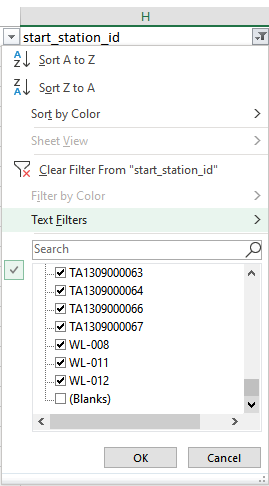 H
start_station_id
Sort A to Z
Sort Z to A
Sort by Color
Sheet View
Clear Filter From "start_station_id"
Filter by Color
Text Filters
Search
TA1309000063
TA1309000064
TA1309000066
TA1309000067
WL-008
WL-011
WL-012
(Blanks)
OK Cancel